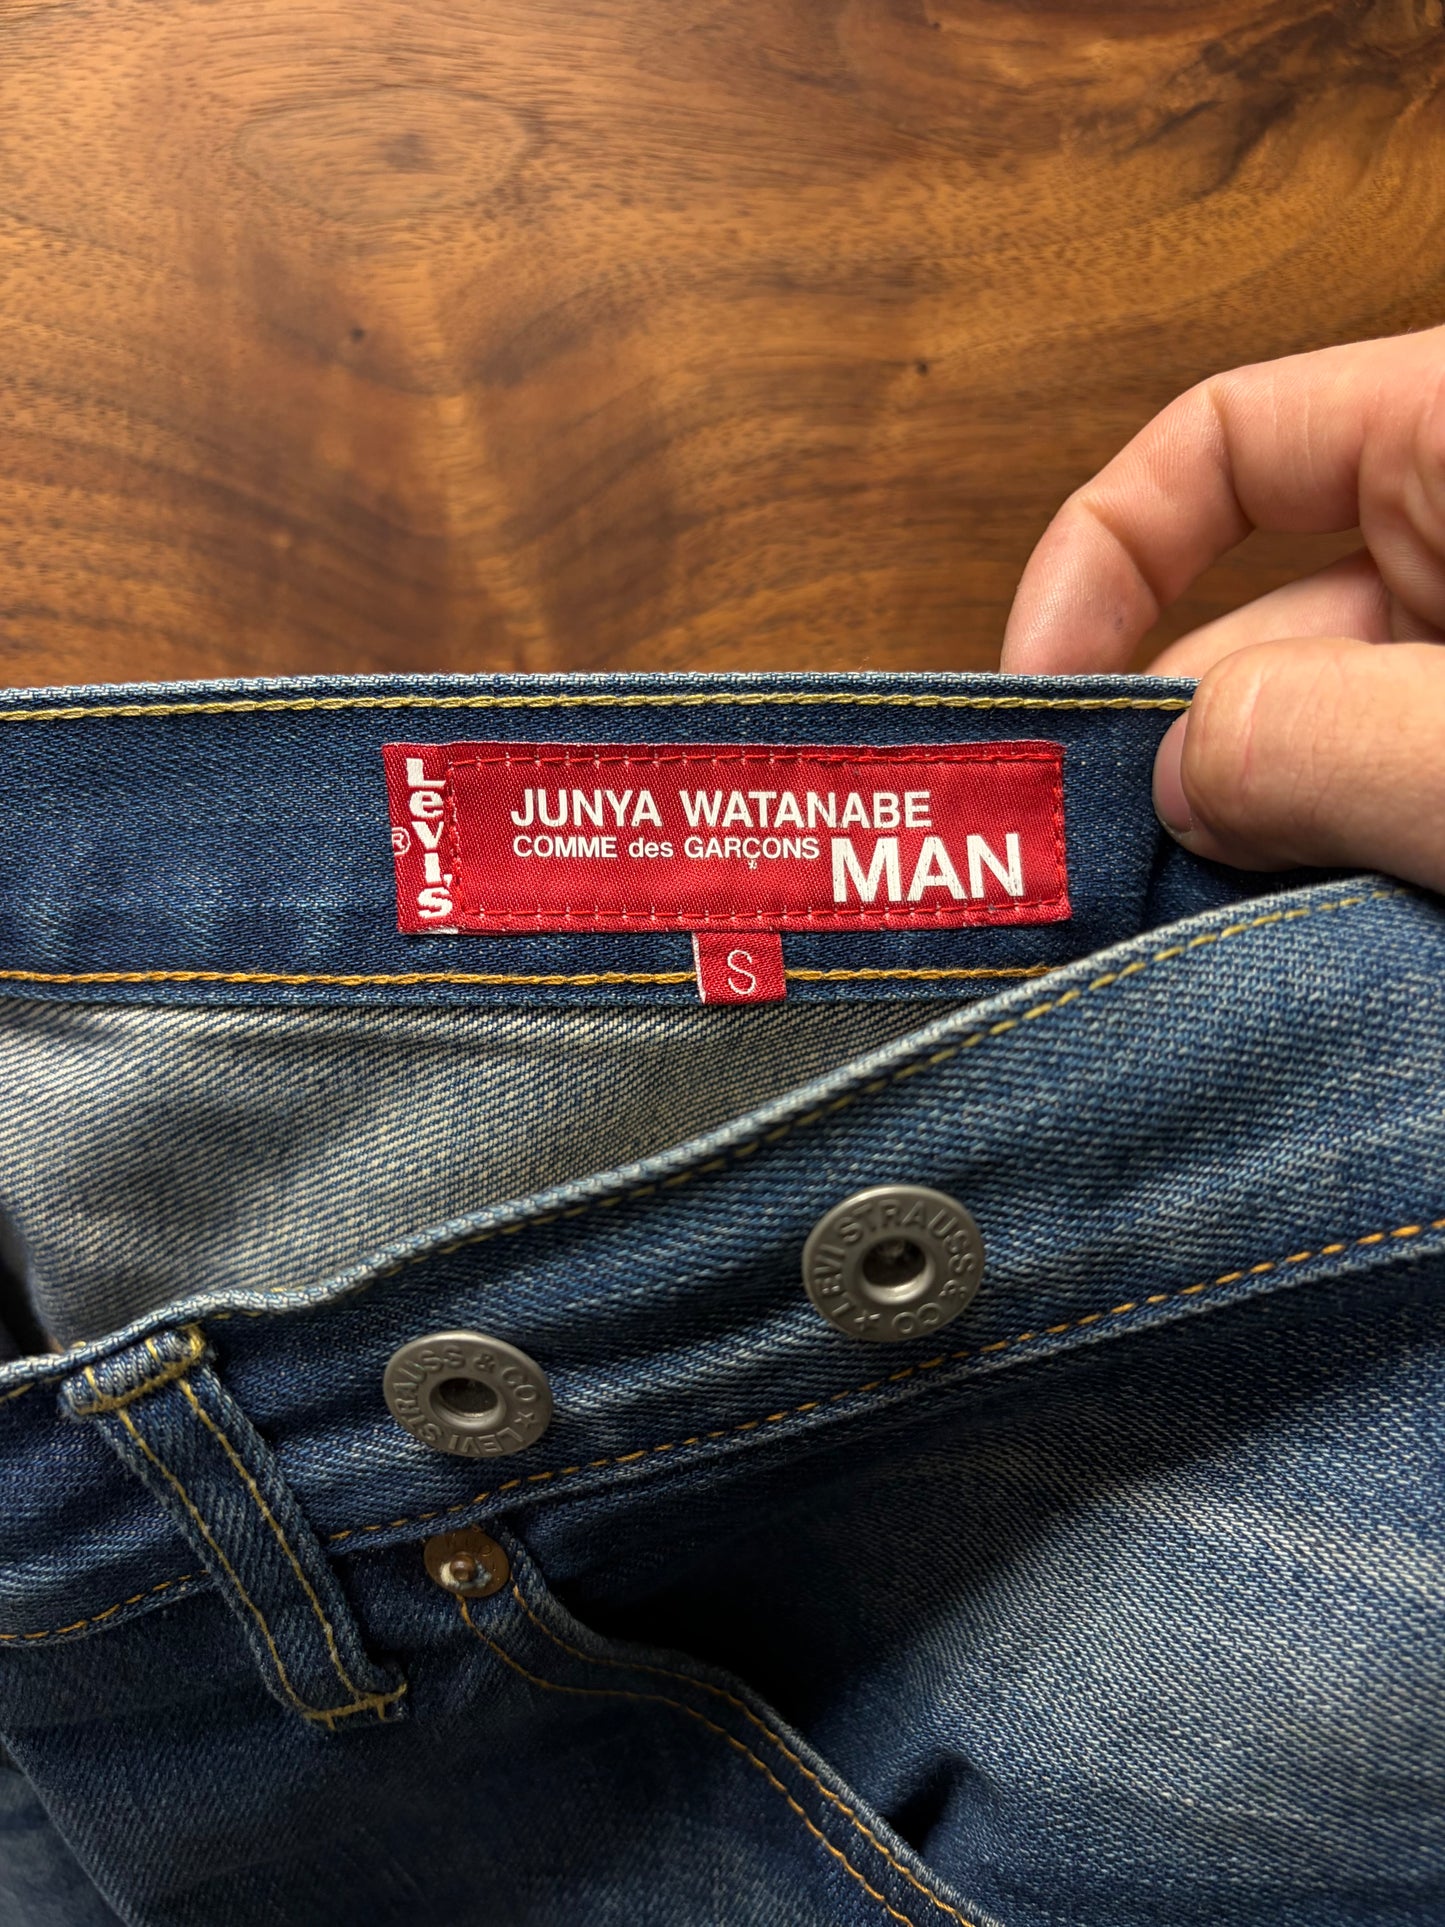 Levi's
®
JUNYA WATANABE
COMME des GARÇONS MAN
S
LEVI STRAUSS & CO ★
LEVI STRAUSS & CO ★